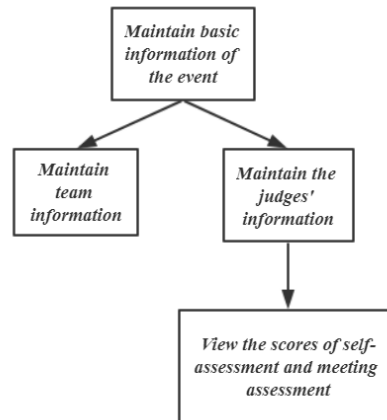 Maintain basic
information of
the event
Maintain
team
information
Maintain the
judges'
information
View the scores of self-
assessment and meeting
assessment